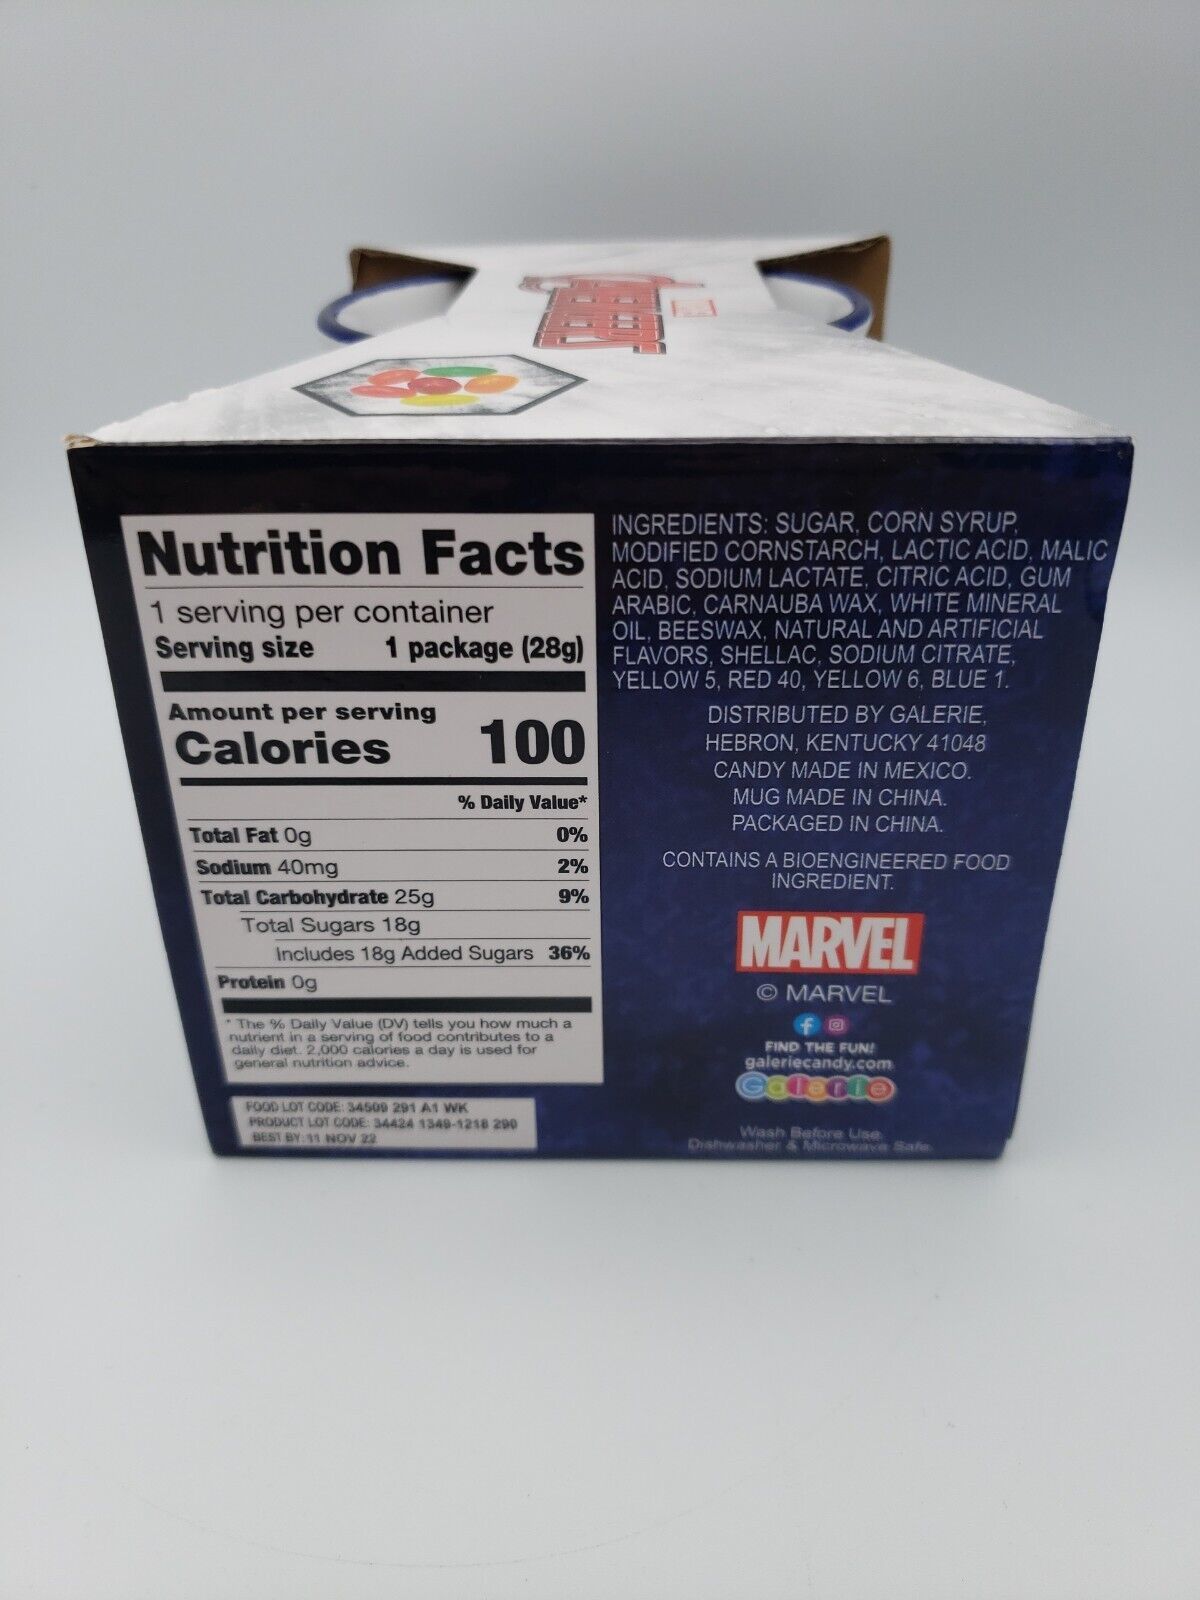 MARVEL
AVENGERS
Nutrition Facts
1 serving per container
Serving size 1 package (28g)
Amount per serving
Calories 100
% Daily Value*
Total Fat 0g 0%
Sodium 40mg 2%
Total Carbohydrate 25g 9%
Total Sugars 18g
Includes 18g Added Sugars 36%
Protein 0g
* The % Daily Value (DV) tells you how much a
nutrient in a serving of food contributes to a
daily diet. 2,000 calories a day is used for
general nutrition advice.
FOOD LOT CODE: 34509 291 A1 WK
PRODUCT LOT CODE: 34424 1349-1218 290
BEST BY: 11 NOV 22
INGREDIENTS: SUGAR, CORN SYRUP,
MODIFIED CORNSTARCH, LACTIC ACID, MALIC
ACID, SODIUM LACTATE, CITRIC ACID, GUM
ARABIC, CARNAUBA WAX, WHITE MINERAL
OIL, BEESWAX, NATURAL AND ARTIFICIAL
FLAVORS, SHELLAC, SODIUM CITRATE,
YELLOW 5, RED 40, YELLOW 6, BLUE 1.
DISTRIBUTED BY GALERIE,
HEBRON, KENTUCKY 41048
CANDY MADE IN MEXICO.
MUG MADE IN CHINA.
PACKAGED IN CHINA.
CONTAINS A BIOENGINEERED FOOD
INGREDIENT.
MARVEL
© MARVEL
FIND THE FUN!
galeriecandy.com
Galerie
Wash Before Use.
Dishwasher & Microwave Safe.